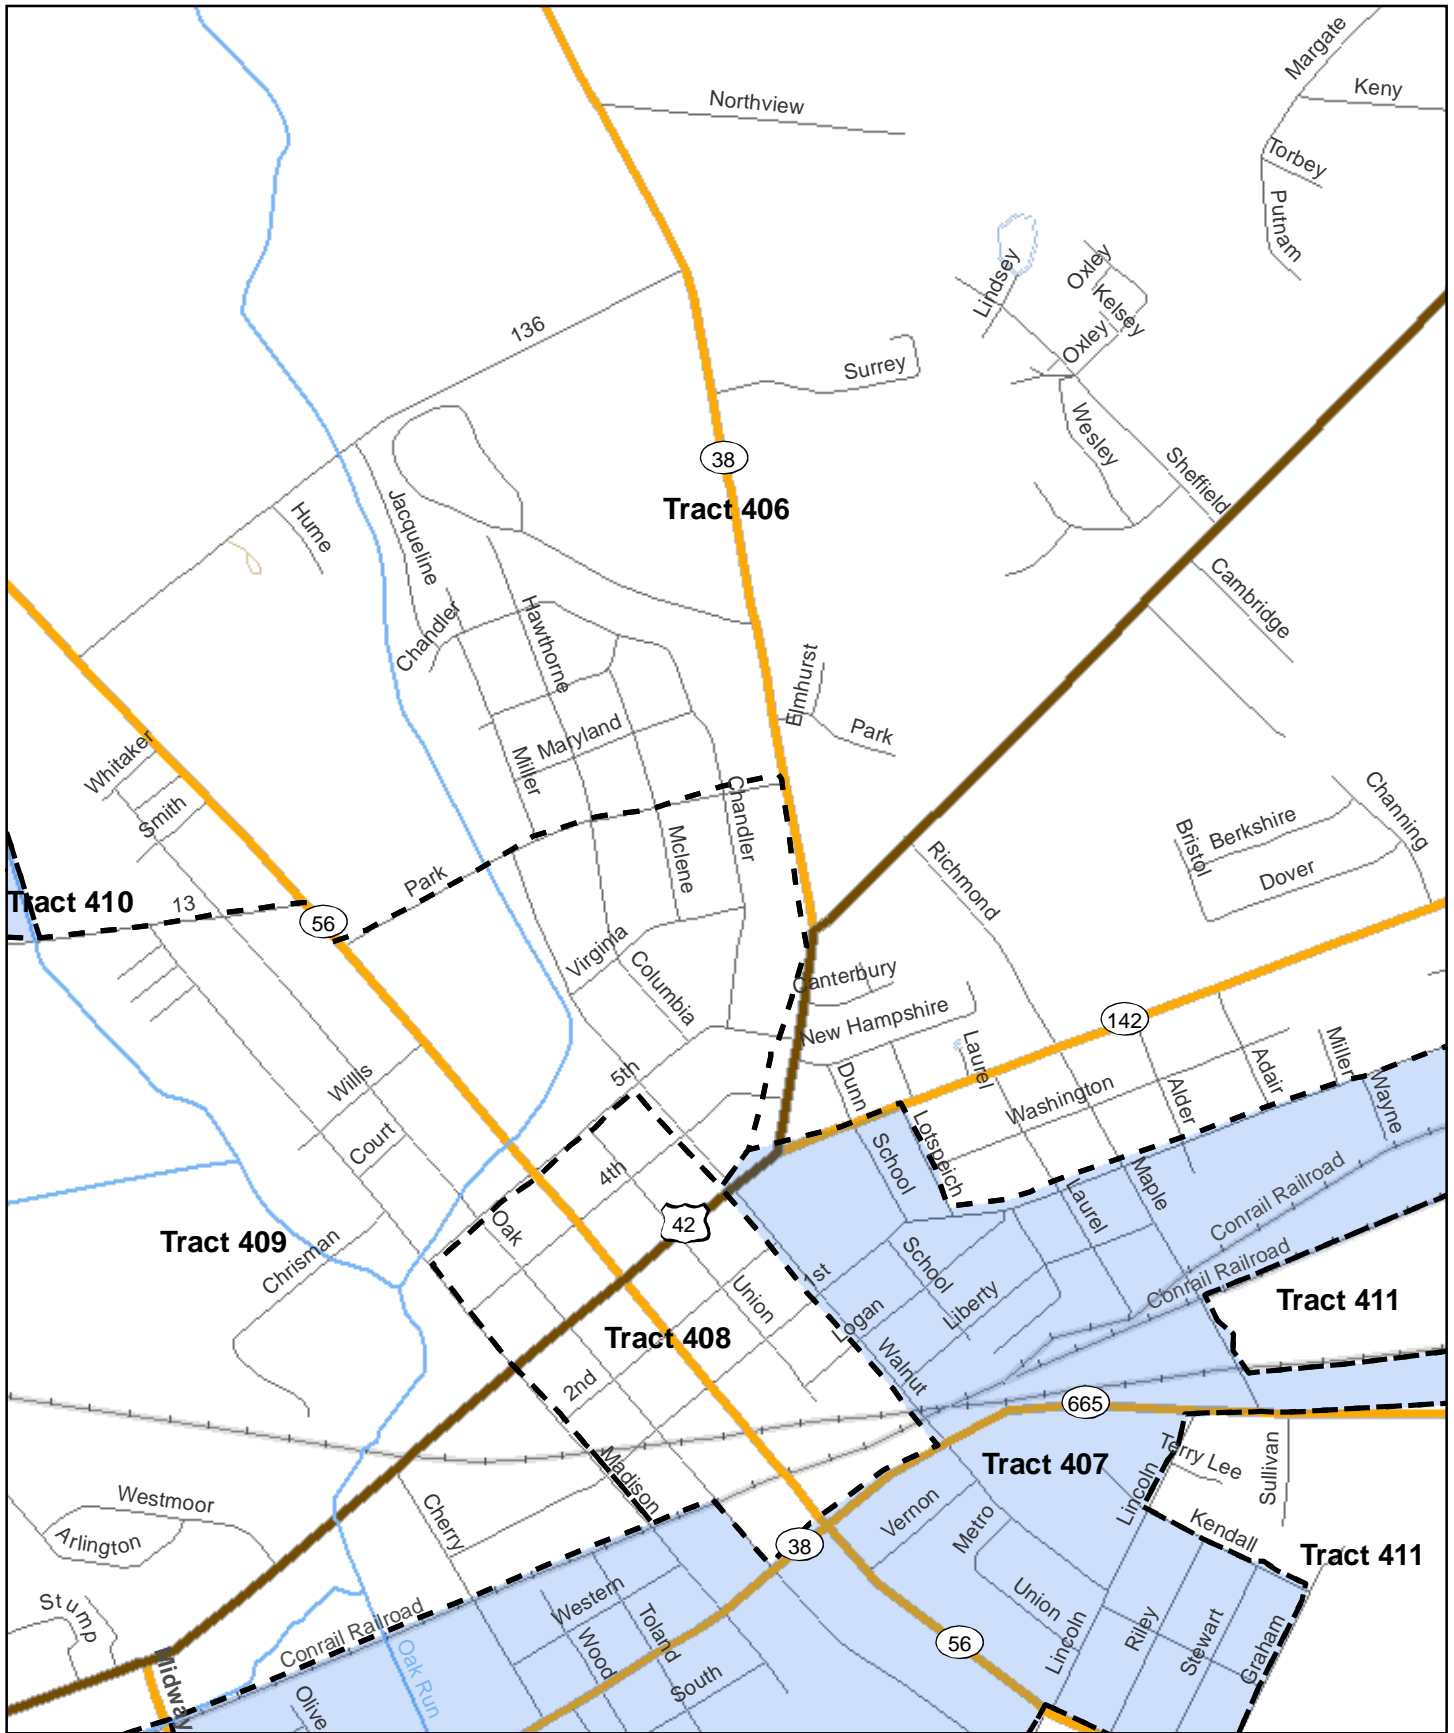 Margate
Keny
Northview
Torbey
Putnam
Lindsey
Oxley
Kelsey
Oxley
136
Surrey
Wesley
38
Sheffield
Tract 406
Hume
Jacqueline
Cambridge
Chandler
Hawthorne
Elmhurst
Park
Maryland
Miller
Whitaker
Smith
Chandler
Channing
Berkshire
Bristol
Dover
Mclene
Richmond
Park
Tract 410
13
56
Virginia
Columbia
Canterbury
New Hampshire
142
Laurel
Miller
Adair
Wayne
Dunn
5th
Wills
Washington
Alder
Lotspeich
Court
School
4th
Maple
Laurel
Conrail Railroad
Oak
42
Tract 409
Chrisman
School
Conrail Railroad
1st
Union
Liberty
Logan
Tract 411
Tract 408
Walnut
2nd
665
Terry Lee
Sullivan
Tract 407
Madison
Lincoln
Westmoor
Cherry
Vernon
Metro
Kendall
Arlington
38
Tract 411
Stump
Western
Union
Conrail Railroad
Toland
Wood
Lincoln
Riley
Stewart
Graham
56
Midway
Oak Run
South
Olive